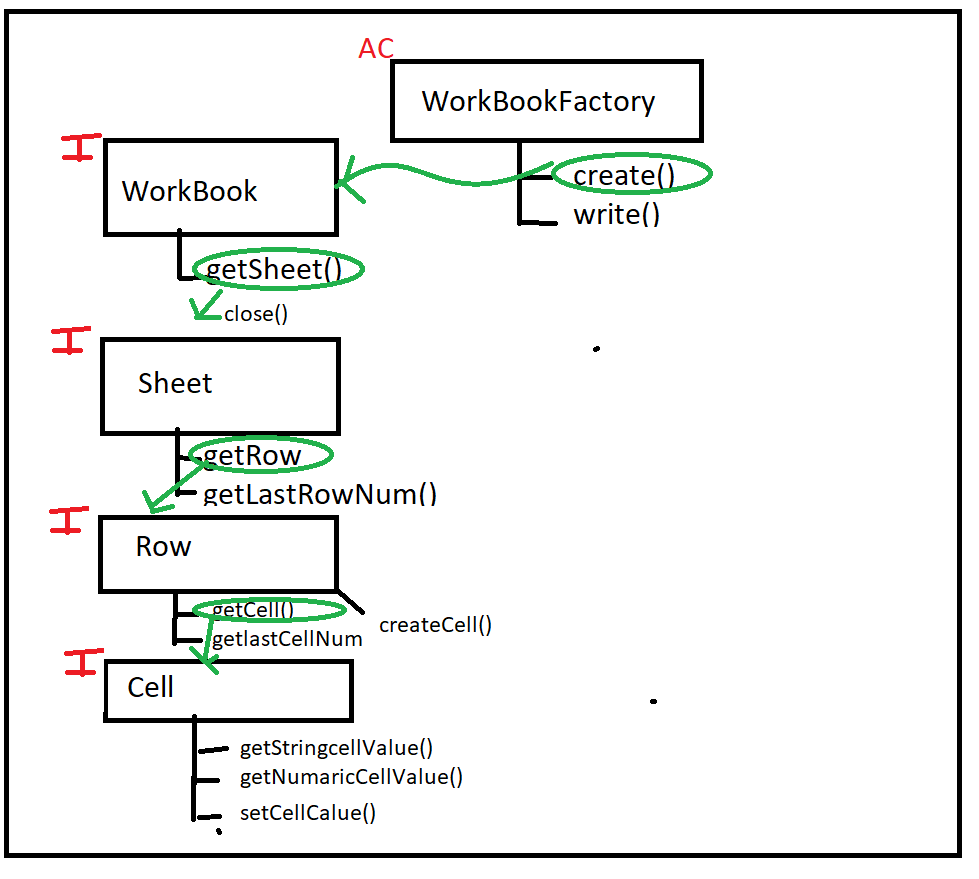 AC
WorkBookFactory
create()
write()
I
WorkBook
getSheet()
close()
I
Sheet
getRow
getLastRowNum()
I
Row
getCell()
getlastCellNum
createCell()
I
Cell
getStringcellValue()
getNumaricCellValue()
setCellCalue()